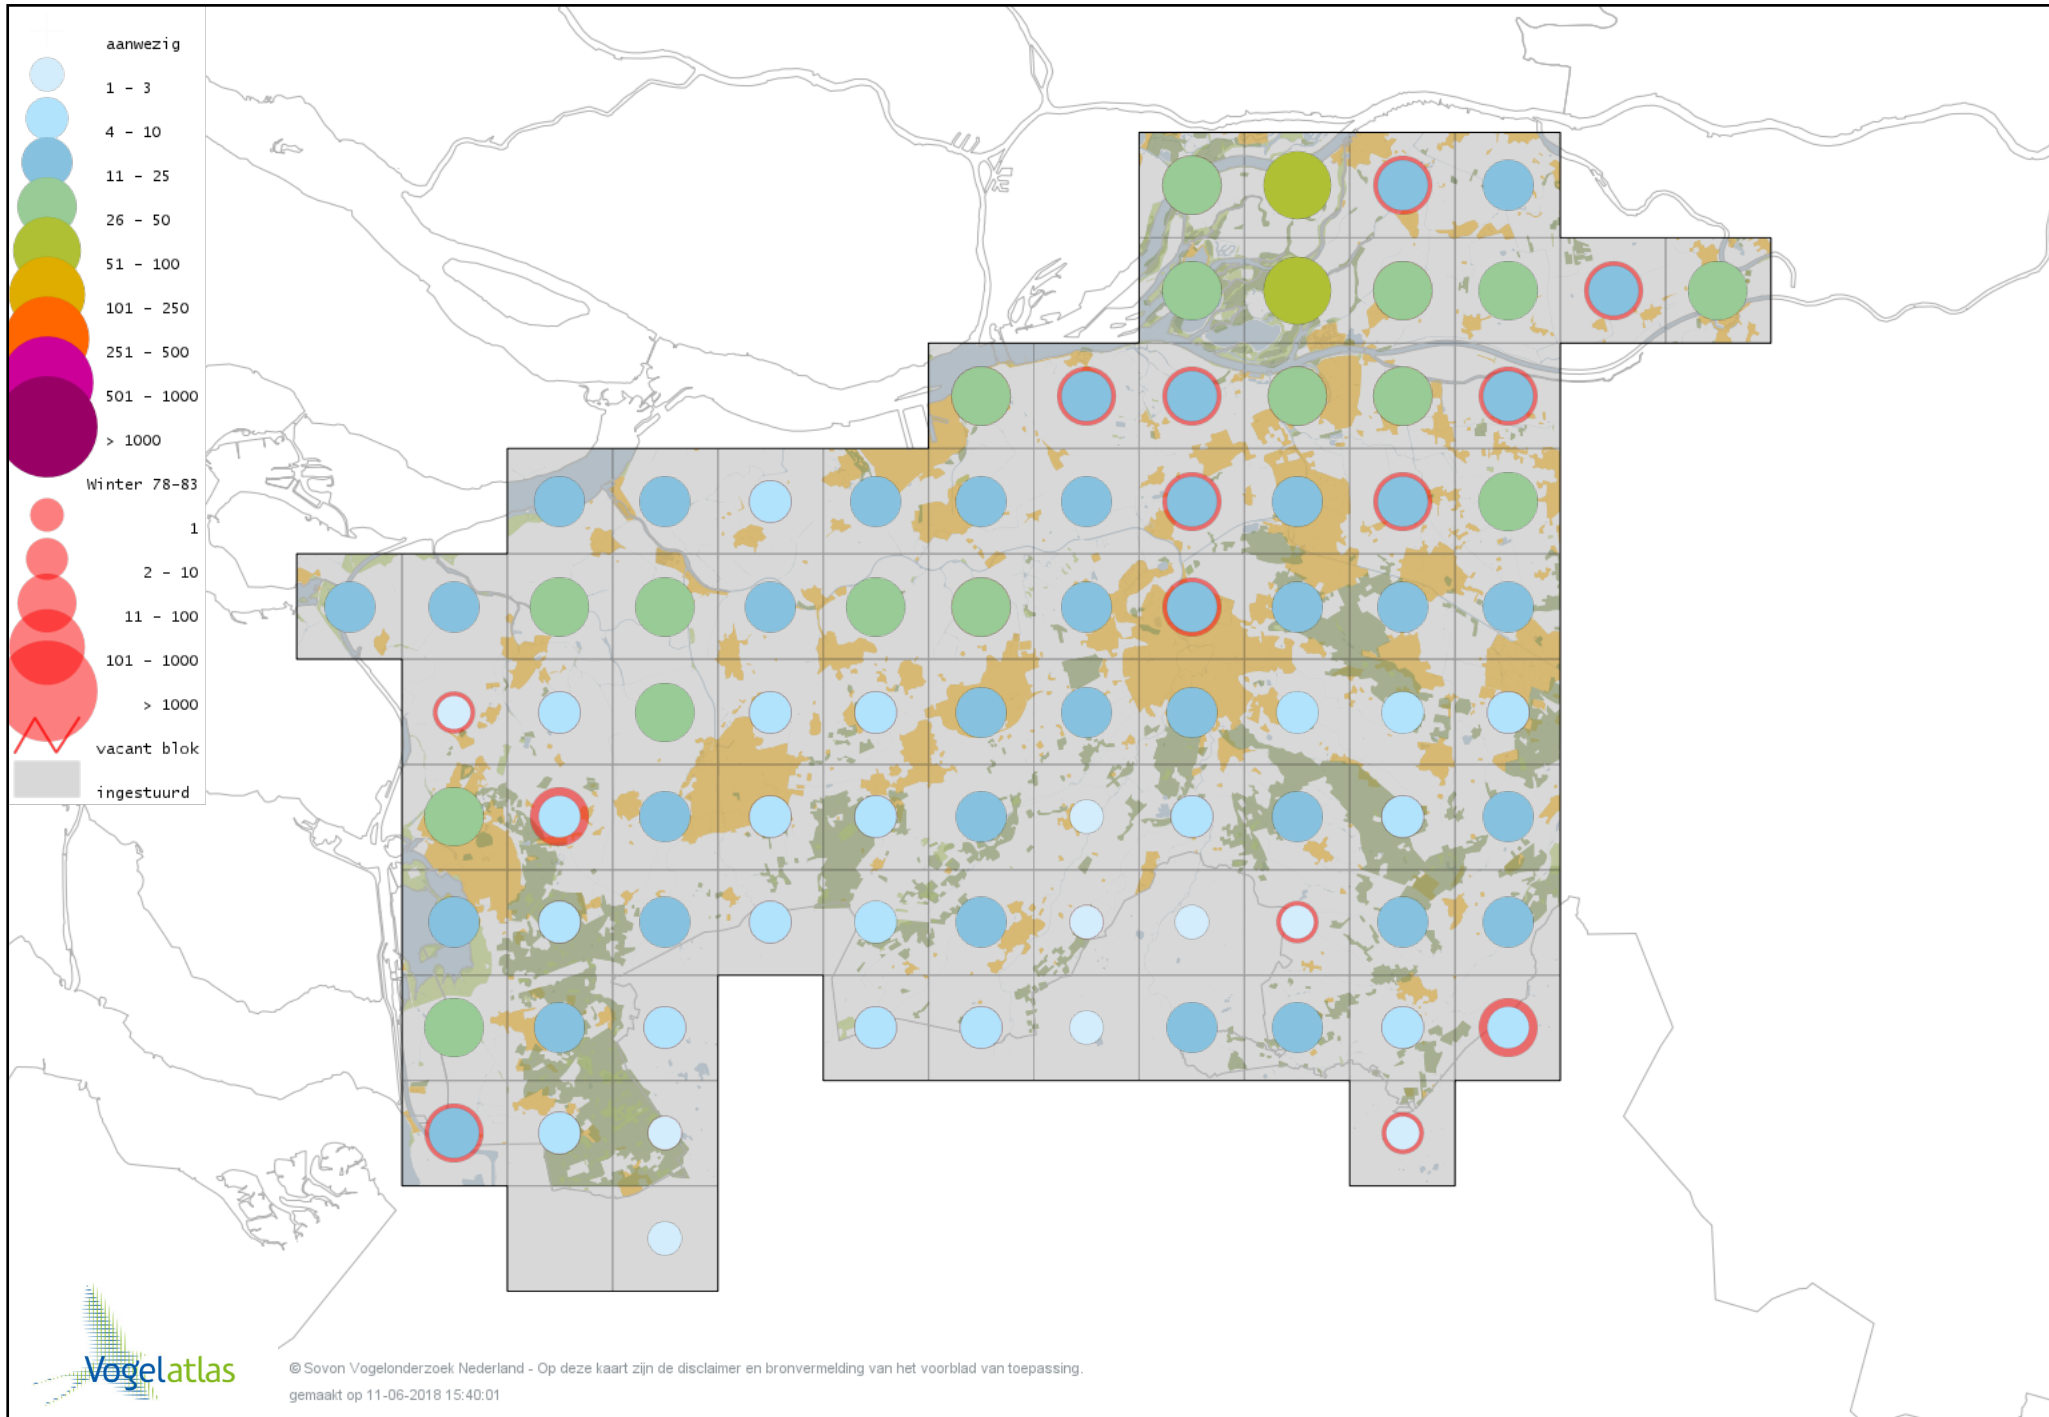 aanwezig
1 – 3
4 – 10
11 – 25
26 – 50
51 – 100
101 – 250
251 – 500
501 – 1000
> 1000
Winter 78-83
1
2 – 10
11 – 100
101 – 1000
> 1000
vacant blok
ingestuurd
Vogelatlas
© Sovon Vogelonderzoek Nederland - Op deze kaart zijn de disclaimer en bronvermelding van het voorblad van toepassing.
gemaakt op 11-06-2018 15:40:01